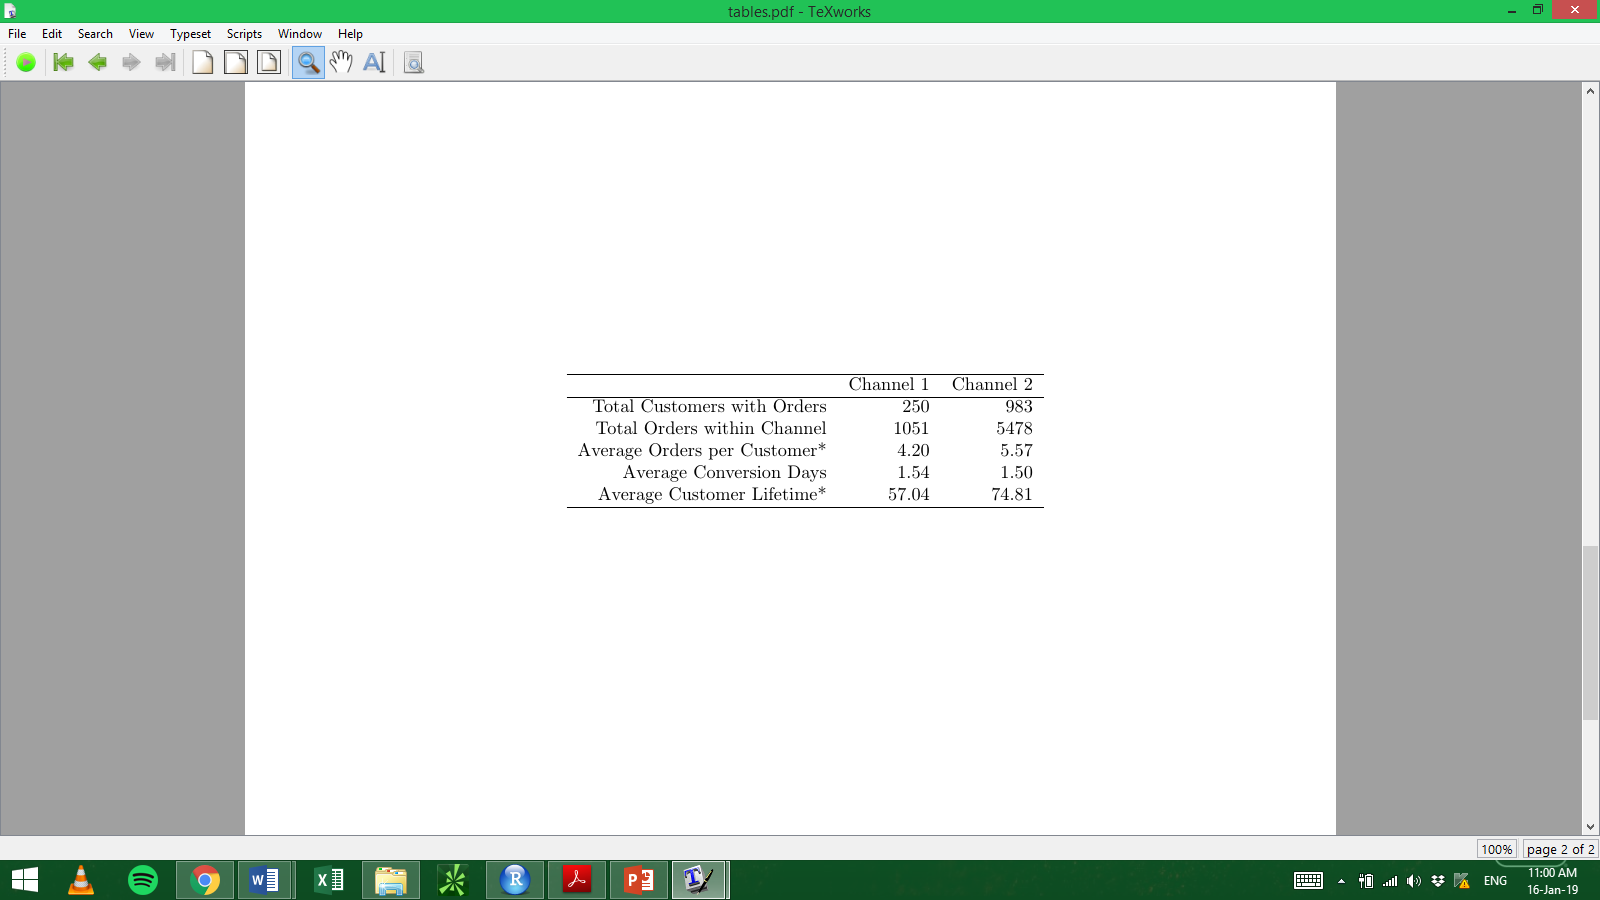 tables.pdf - TeXworks
File Edit Search View Typeset Scripts Window Help
Channel 1 Channel 2
Total Customers with Orders 250 983
Total Orders within Channel 1051 5478
Average Orders per Customer* 4.20 5.57
Average Conversion Days 1.54 1.50
Average Customer Lifetime* 57.04 74.81
100% page 2 of 2
ENG
11:00 AM
16-Jan-19